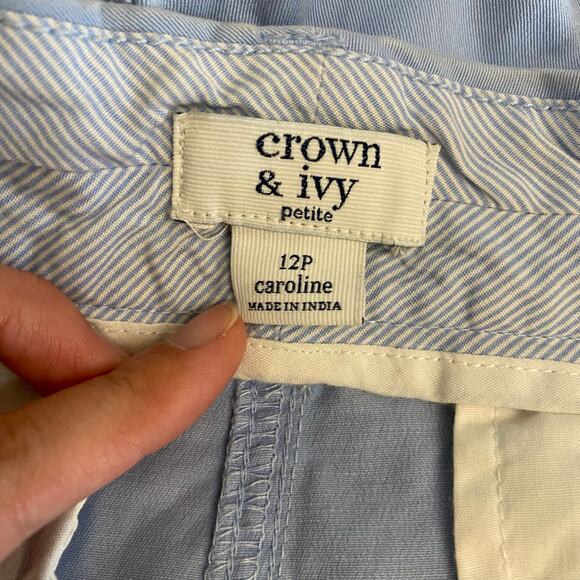 crown
& ivy
petite
12P
caroline
MADE IN INDIA